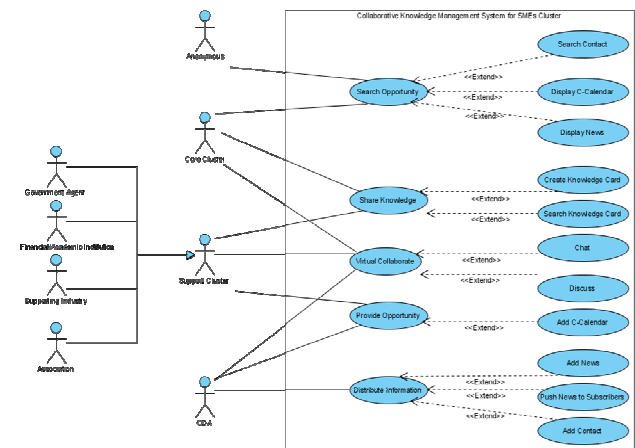 Collaborative Knowledge Management System for SMEs Cluster
Anonymous
Search Contact
<<Extend>>
Search Opportunity
Display C-Calendar
<<Extend>>
<<Extend>>
Display News
Core Cluster
Government Agent
Create Knowledge Card
Share Knowledge
<<Extend>>
Search Knowledge Card
<<Extend>>
Financial/Academic Institution
Chat
Virtual Collaborate
<<Extend>>
Support Cluster
<<Extend>>
Discuss
Supporting Industry
Provide Opportunity
Add C-Calendar
<<Extend>>
Association
Add News
<<Extend>>
Distribute Information
Push News to Subscribers
<<Extend>>
<<Extend>>
Add Contact